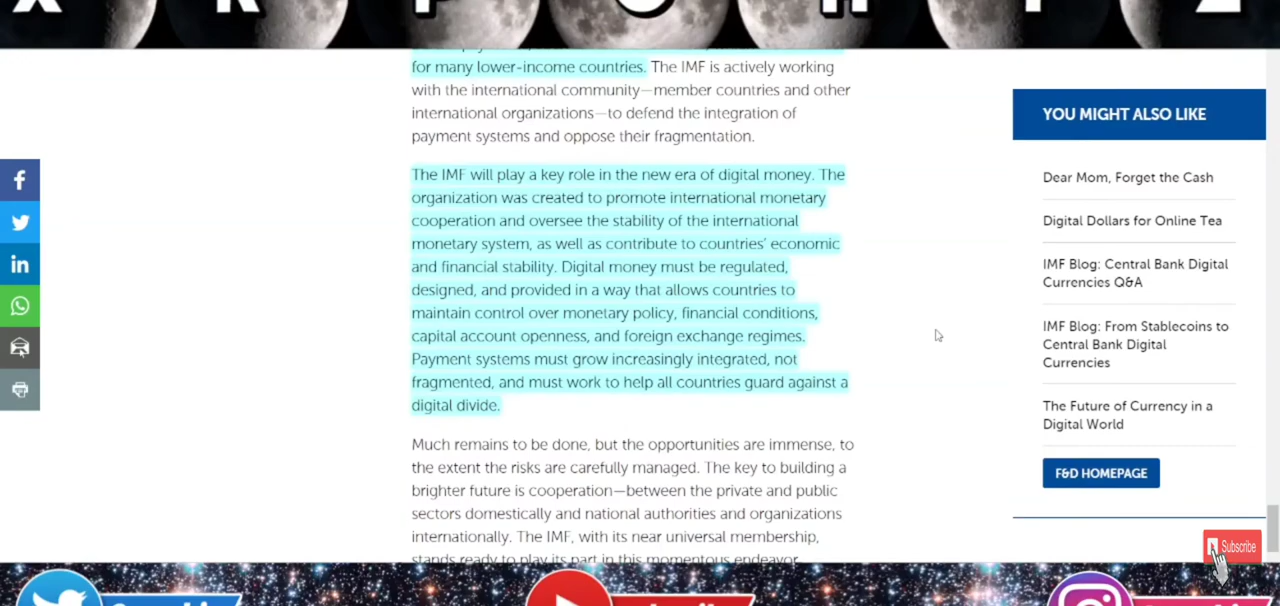 for many lower-income countries. The IMF is actively working
with the international community—member countries and other
international organizations—to defend the integration of
payment systems and oppose their fragmentation.
The IMF will play a key role in the new era of digital money. The
organization was created to promote international monetary
cooperation and oversee the stability of the international
monetary system, as well as contribute to countries' economic
and financial stability. Digital money must be regulated,
designed, and provided in a way that allows countries to
maintain control over monetary policy, financial conditions,
capital account openness, and foreign exchange regimes.
Payment systems must grow increasingly integrated, not
fragmented, and must work to help all countries guard against a
digital divide.
Much remains to be done, but the opportunities are immense, to
the extent the risks are carefully managed. The key to building a
brighter future is cooperation—between the private and public
sectors domestically and national authorities and organizations
internationally. The IMF, with its near universal membership,
stands ready to play its part in this momentous endeavor
YOU MIGHT ALSO LIKE
Dear Mom, Forget the Cash
Digital Dollars for Online Tea
IMF Blog: Central Bank Digital
Currencies Q&A
IMF Blog: From Stablecoins to
Central Bank Digital
Currencies
The Future of Currency in a
Digital World
F&D HOMEPAGE
Subscribe